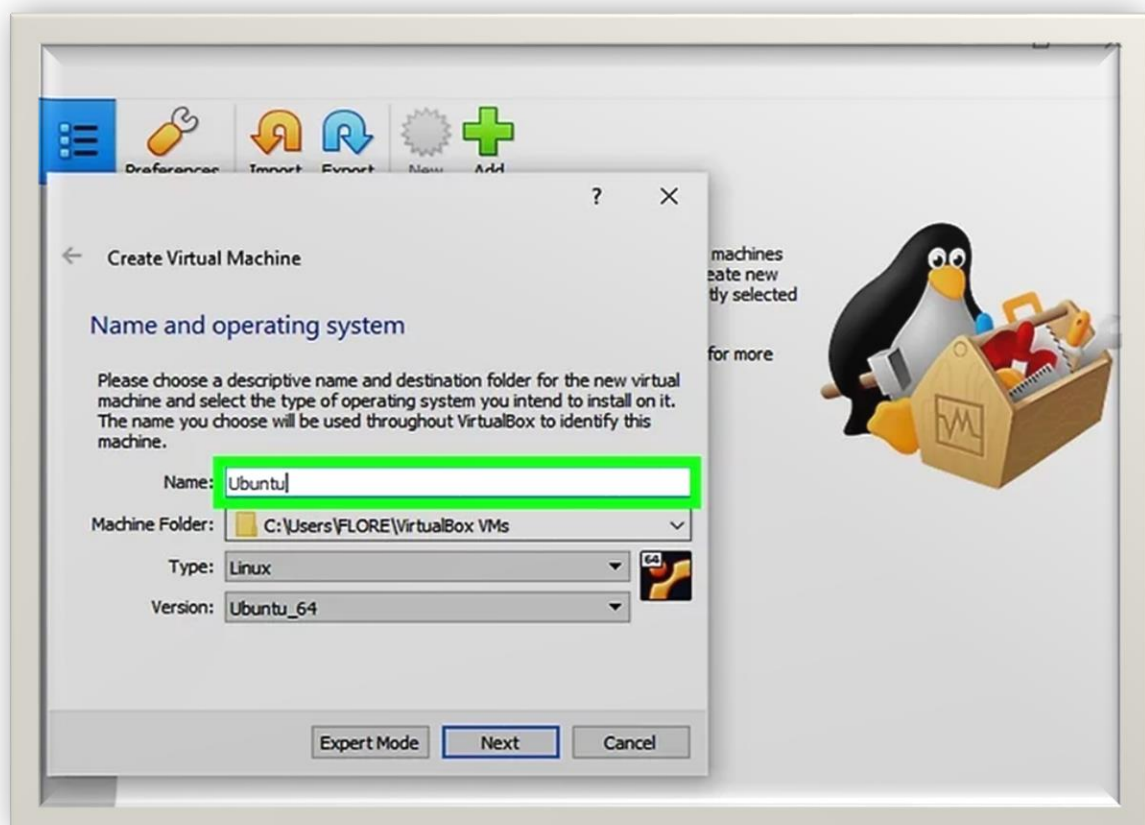 Preferences
Import
Export
New
Add
machines
eate new
tly selected
for more
?
Create Virtual Machine
Name and operating system
Please choose a descriptive name and destination folder for the new virtual
machine and select the type of operating system you intend to install on it.
The name you choose will be used throughout VirtualBox to identify this
machine.
Name: Ubuntu
Machine Folder: C:\Users\FLORE\VirtualBox VMs
64
Type: Linux
Version: Ubuntu_64
Expert Mode
Next
Cancel